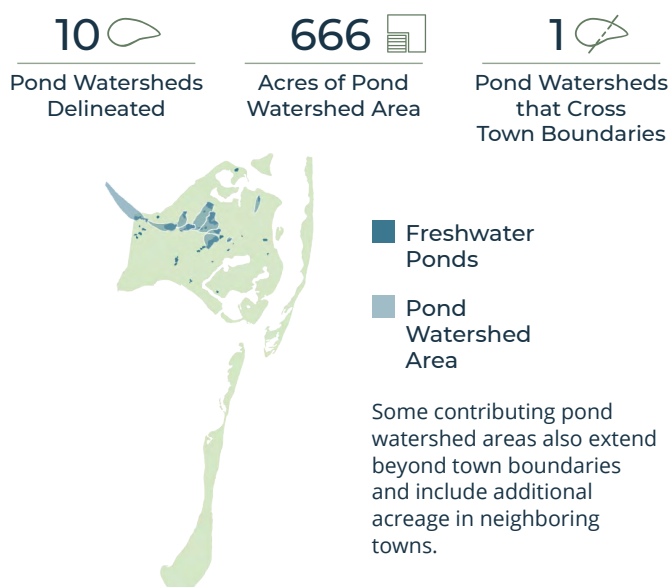 10
Pond Watersheds
Delineated
666
Acres of Pond
Watershed Area
1
Pond Watersheds
that Cross
Town Boundaries
Freshwater
Ponds
Pond
Watershed
Area
Some contributing pond
watershed areas also extend
beyond town boundaries
and include additional
acreage in neighboring
towns.